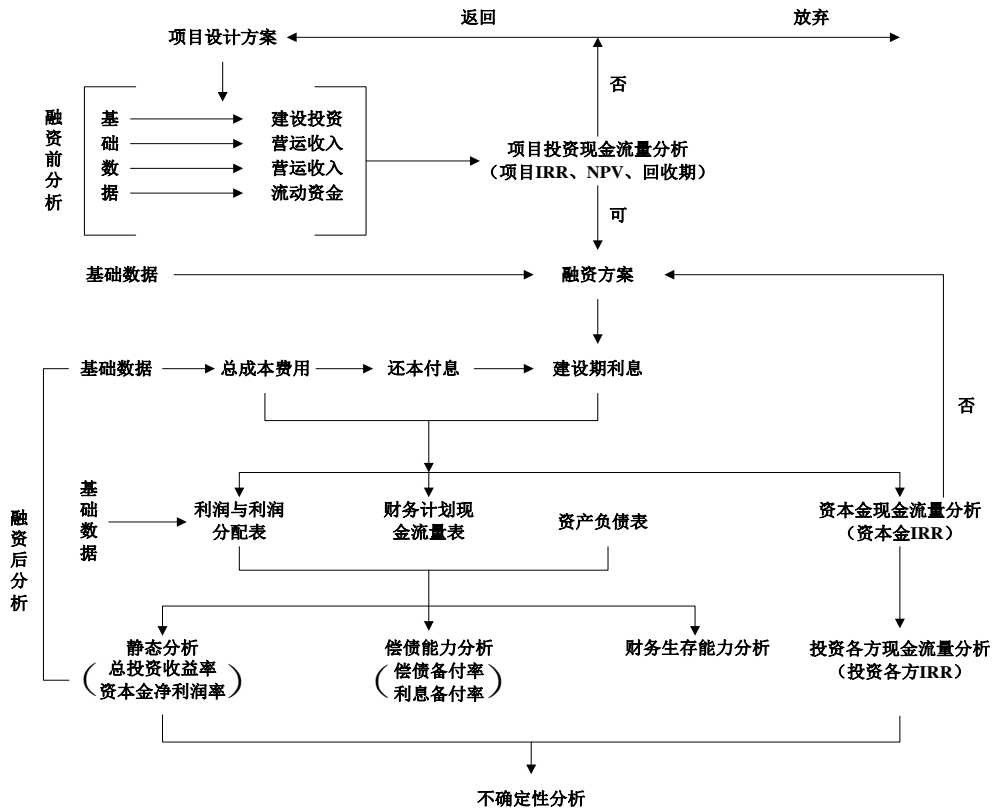 返回
放弃
项目设计方案
否
融资前分析
基础数据
建设投资
营运收入
营运收入
流动资金
项目投资现金流量分析
（项目IRR、NPV、回收期）
可
基础数据
融资方案
基础数据
总成本费用
还本付息
建设期利息
否
融资后分析
基础数据
利润与利润
分配表
财务计划现
金流量表
资产负债表
资本金现金流量分析
（资本金IRR）
静态分析
（总投资收益率
资本金净利润率）
偿债能力分析
（偿债备付率
利息备付率）
财务生存能力分析
投资各方现金流量分析
（投资各方IRR）
不确定性分析